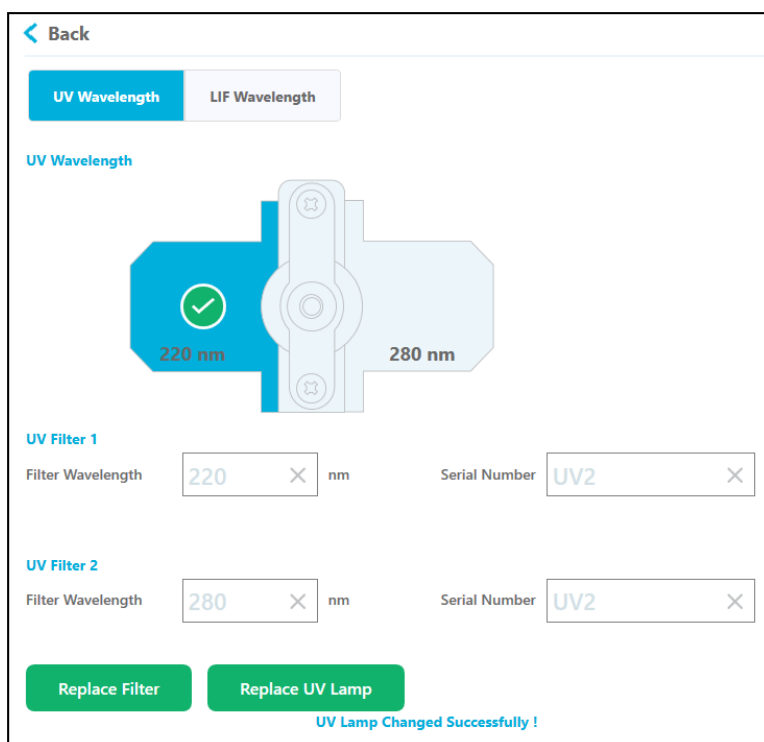 Back
UV Wavelength LIF Wavelength
UV Wavelength
220 nm 280 nm
UV Filter 1
Filter Wavelength 220 nm Serial Number UV2
UV Filter 2
Filter Wavelength 280 nm Serial Number UV2
Replace Filter Replace UV Lamp
UV Lamp Changed Successfully !